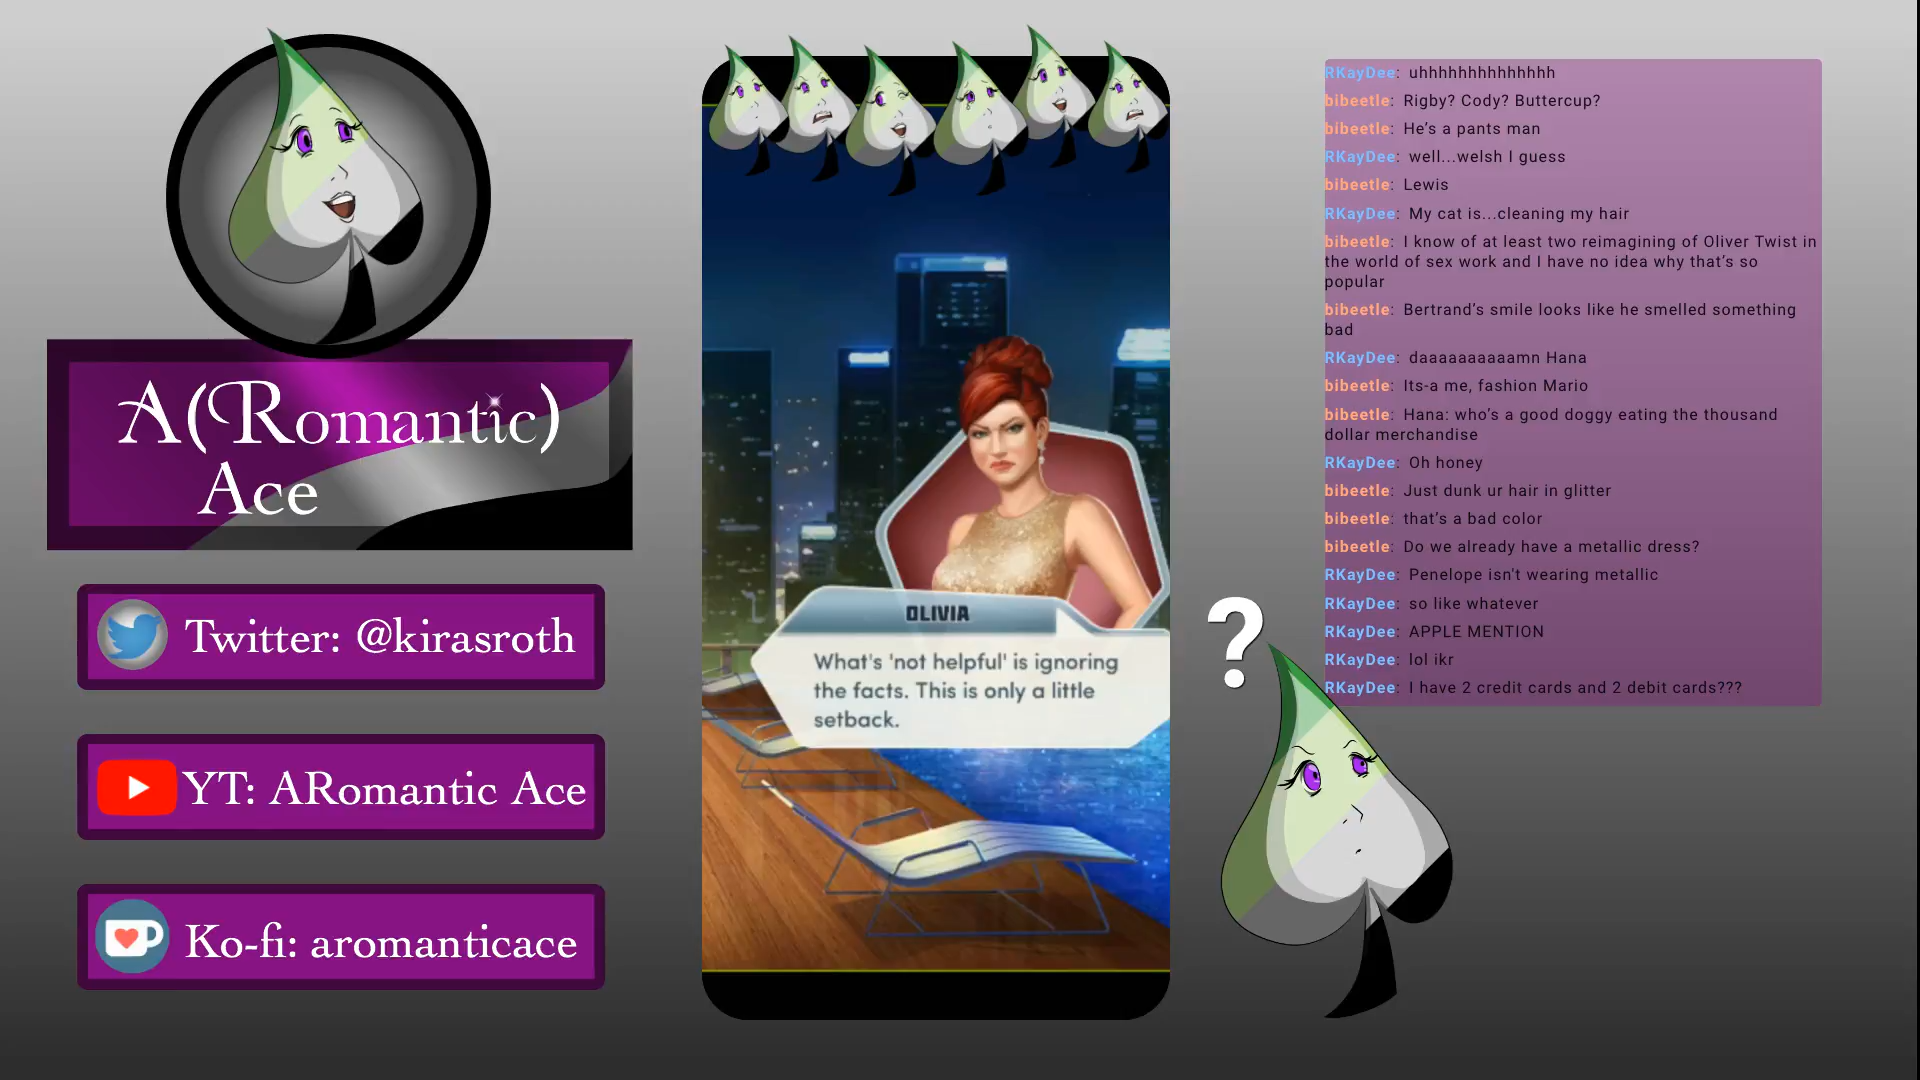 A(Romantic)
Ace
Twitter: @kirasroth
YT: ARomantic Ace
Ko-fi: aromanticace
OLIVIA
What's 'not helpful' is ignoring
the facts. This is only a little
setback.
?
RKayDee: uhhhhhhhhhhhhhh
bibeetle: Rigby? Cody? Buttercup?
bibeetle: He’s a pants man
RKayDee: well...welsh I guess
bibeetle: Lewis
RKayDee: My cat is...cleaning my hair
bibeetle: I know of at least two reimagining of Oliver Twist in
the world of sex work and I have no idea why that’s so
popular
bibeetle: Bertrand’s smile looks like he smelled something
bad
RKayDee: daaaaaaaaaamn Hana
bibeetle: Its-a me, fashion Mario
bibeetle: Hana: who’s a good doggy eating the thousand
dollar merchandise
RKayDee: Oh honey
bibeetle: Just dunk ur hair in glitter
bibeetle: that’s a bad color
bibeetle: Do we already have a metallic dress?
RKayDee: Penelope isn't wearing metallic
RKayDee: so like whatever
RKayDee: APPLE MENTION
RKayDee: lol ikr
RKayDee: I have 2 credit cards and 2 debit cards???